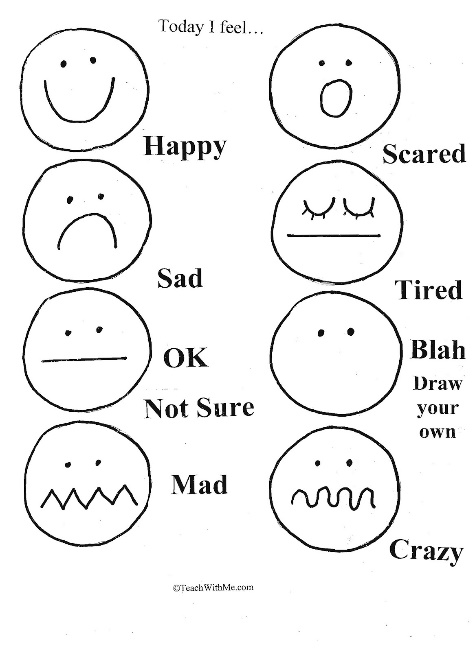 Today I feel…
Happy
Scared
Sad
Tired
OK
Not Sure
Blah
Draw
your
own
Mad
Crazy
©TeachWithMe.com